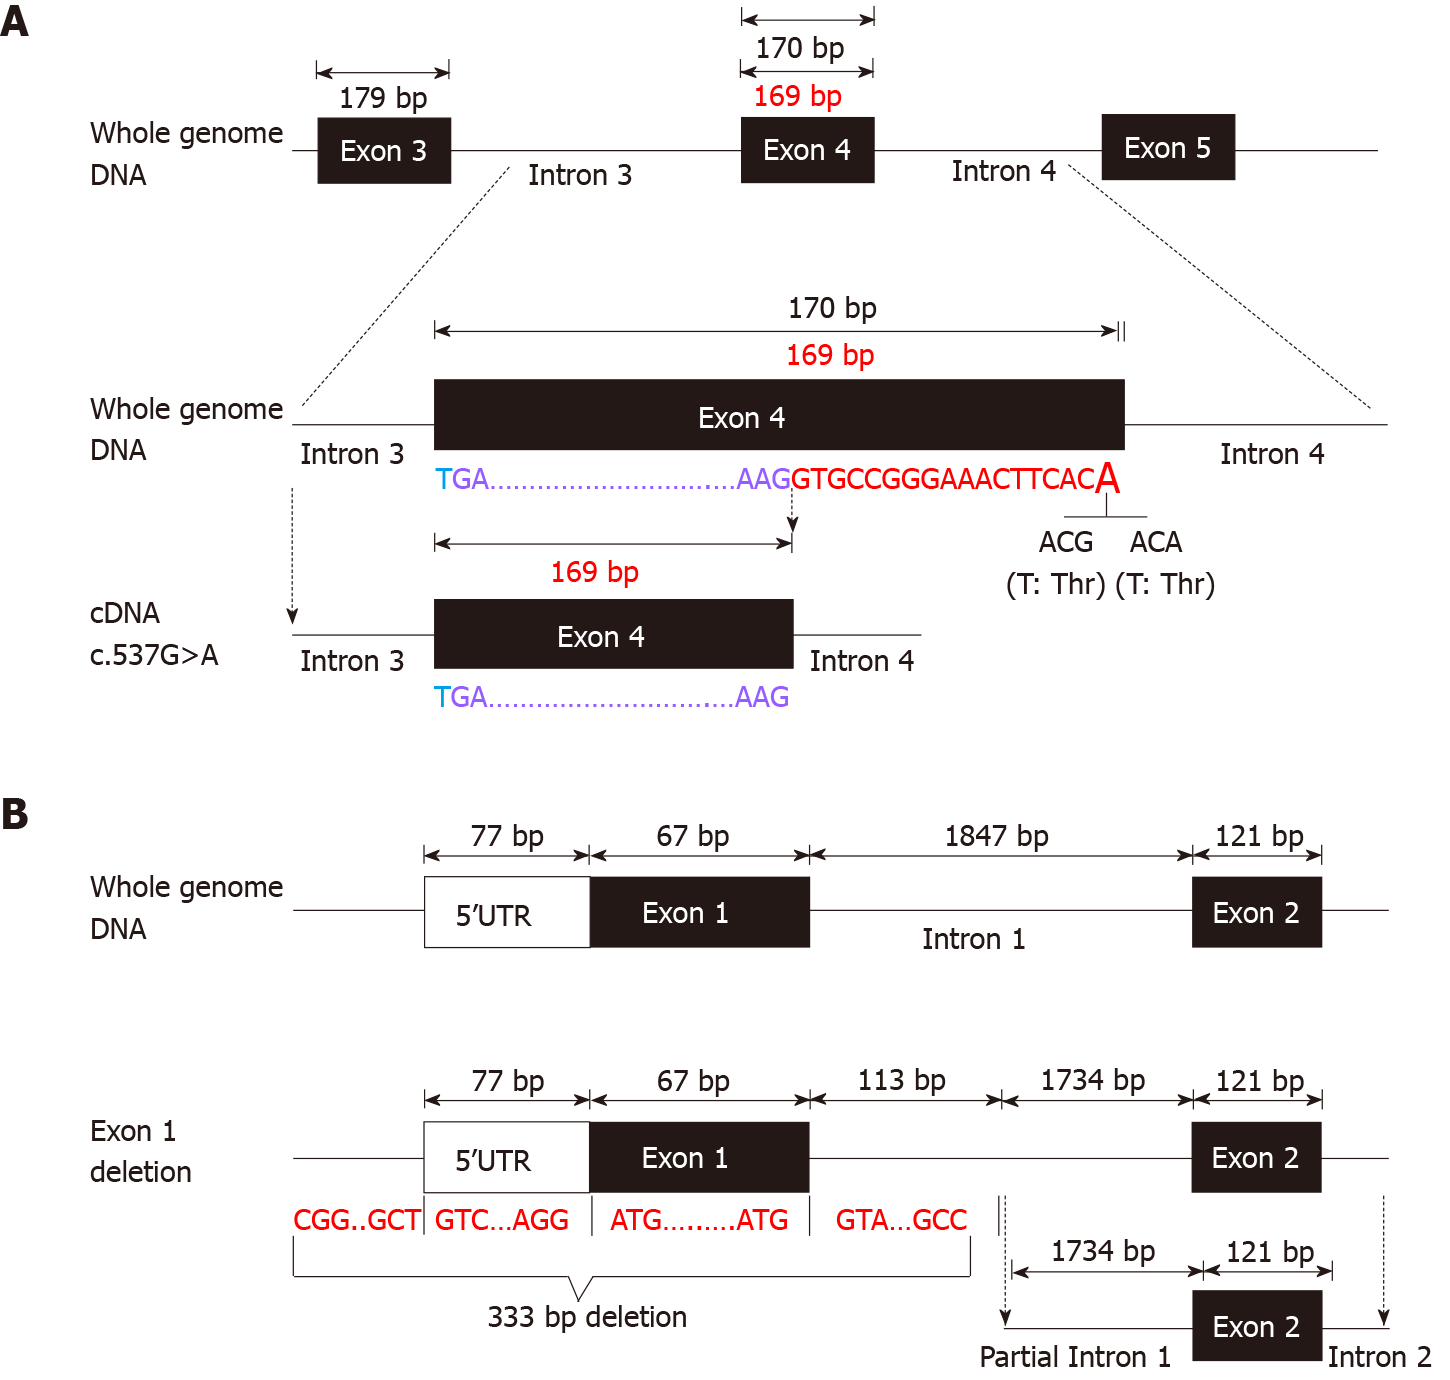 A
170 bp
179 bp
169 bp
Whole genome
DNA
Exon 3
Exon 4
Exon 5
Intron 3
Intron 4
170 bp
169 bp
Whole genome
DNA
Exon 4
Intron 3
Intron 4
TGA................................AAGGTGCCGGGAAACTTCACA
ACG ACA
(T: Thr) (T: Thr)
169 bp
cDNA
c.537G>A
Exon 4
Intron 3
Intron 4
TGA................................AAG
B
77 bp 67 bp 1847 bp 121 bp
Whole genome
DNA
5′UTR
Exon 1
Exon 2
Intron 1
77 bp 67 bp 113 bp 1734 bp 121 bp
Exon 1
deletion
5′UTR
Exon 1
Exon 2
CGG..GCT GTC...AGG ATG.........ATG GTA...GCC
1734 bp 121 bp
333 bp deletion
Exon 2
Partial Intron 1
Intron 2